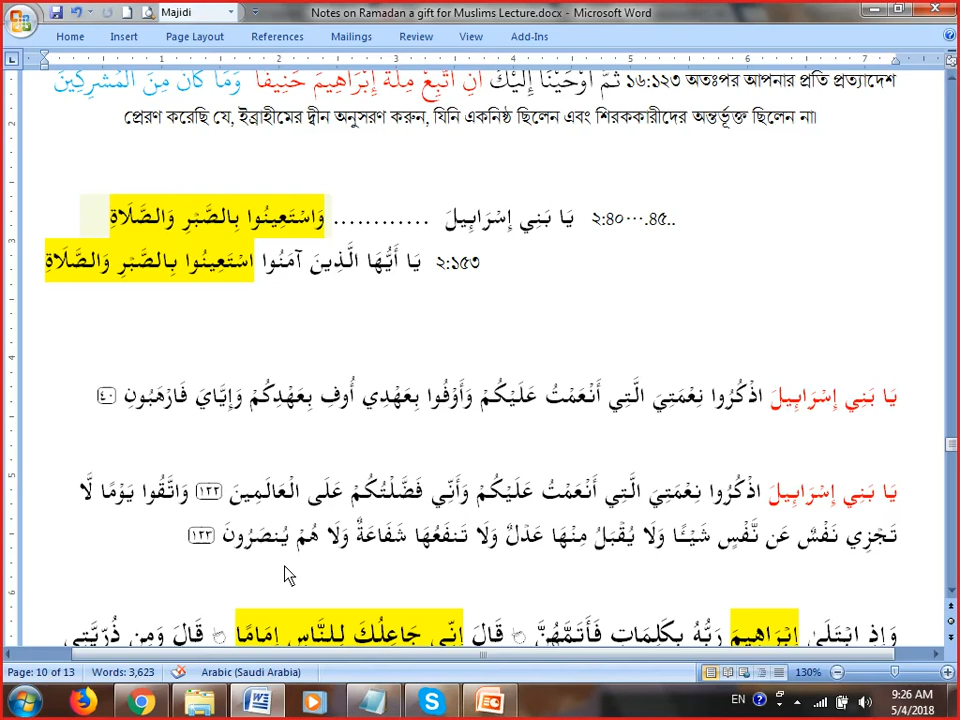 Majidi
Notes on Ramadan a gift for Muslims Lecture.docx - Microsoft Word
Home Insert Page Layout References Mailings Review View Add-Ins
১৬:১২৩ ثُمَّ أَوْحَيْنَا إِلَيْكَ أَنِ اتَّبِعْ مِلَّةَ إِبْرَاهِيمَ حَنِيفًا وَمَا كَانَ مِنَ الْمُشْرِكِينَ অতঃপর আপনার প্রতি প্রত্যাদেশ
প্রেরণ করেছি যে, ইব্রাহীমের দ্বীন অনুসরণ করুন, যিনি একনিষ্ঠ ছিলেন এবং শিরককারীদের অন্তর্ভূক্ত ছিলেন না।
২:৪০....৪৫.. يَا بَنِي إِسْرَائِيلَ ............ وَاسْتَعِينُوا بِالصَّبْرِ وَالصَّلَاةِ
২:১৫৩ يَا أَيُّهَا الَّذِينَ آمَنُوا اسْتَعِينُوا بِالصَّبْرِ وَالصَّلَاةِ
يَا بَنِي إِسْرَائِيلَ اذْكُرُوا نِعْمَتِيَ الَّتِي أَنْعَمْتُ عَلَيْكُمْ وَأَوْفُوا بِعَهْدِي أُوفِ بِعَهْدِكُمْ وَإِيَّايَ فَارْهَبُونِ ﴿٤٠﴾
يَا بَنِي إِسْرَائِيلَ اذْكُرُوا نِعْمَتِيَ الَّتِي أَنْعَمْتُ عَلَيْكُمْ وَأَنِّي فَضَّلْتُكُمْ عَلَى الْعَالَمِينَ ﴿١٢٢﴾ وَاتَّقُوا يَوْمًا لَّا
تَجْزِي نَفْسٌ عَن نَّفْسٍ شَيْئًا وَلَا يُقْبَلُ مِنْهَا عَدْلٌ وَلَا تَنفَعُهَا شَفَاعَةٌ وَلَا هُمْ يُنصَرُونَ ﴿١٢٣﴾
وَإِذِ ابْتَلَىٰ إِبْرَاهِيمَ رَبُّهُ بِكَلِمَاتٍ فَأَتَمَّهُنَّ ۖ قَالَ إِنِّي جَاعِلُكَ لِلنَّاسِ إِمَامًا ۖ قَالَ وَمِن ذُرِّيَّتِي
Page: 10 of 13 Words: 3,623 Arabic (Saudi Arabia) 130%
EN 9:26 AM
5/4/2018